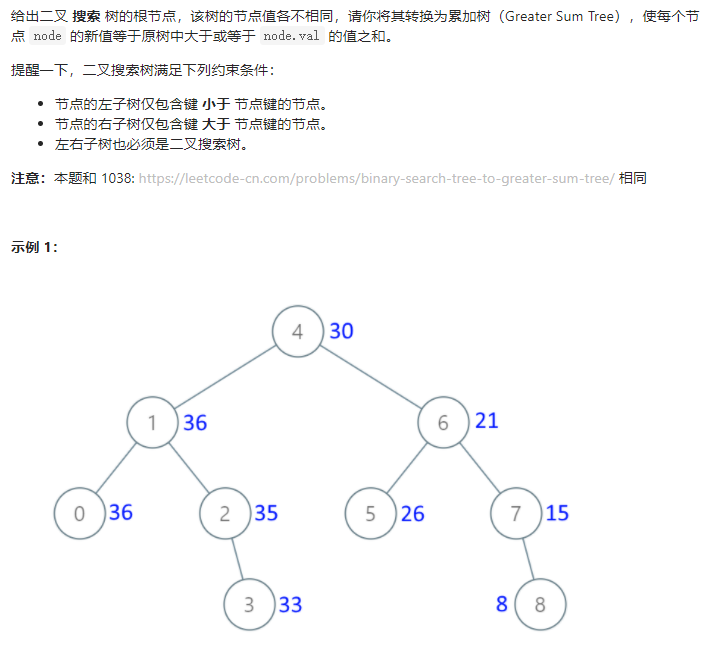 给出二叉 搜索 树的根节点，该树的节点值各不相同，请你将其转换为累加树（Greater Sum Tree），使每个节
点 node 的新值等于原树中大于或等于 node.val 的值之和。
提醒一下，二叉搜索树满足下列约束条件：
• 节点的左子树仅包含键 小于 节点键的节点。
• 节点的右子树仅包含键 大于 节点键的节点。
• 左右子树也必须是二叉搜索树。
注意：本题和 1038: https://leetcode-cn.com/problems/binary-search-tree-to-greater-sum-tree/ 相同
示例 1：
4 30
1 36 6 21
0 36 2 35 5 26 7 15
3 33 8 8